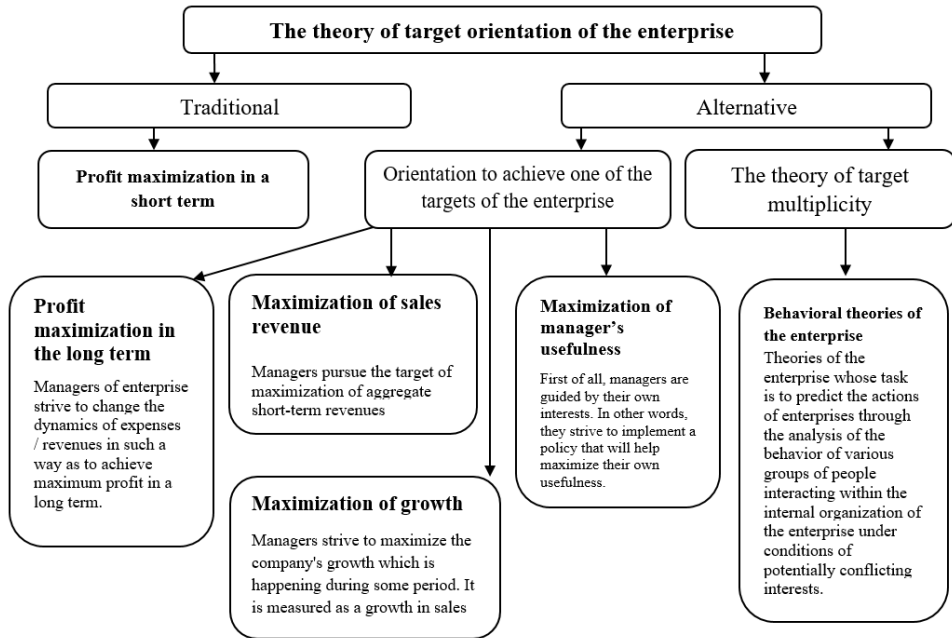 The theory of target orientation of the enterprise
Traditional
Alternative
Profit maximization in a
short term
Orientation to achieve one of the
targets of the enterprise
The theory of target
multiplicity
Profit
maximization in
the long term
Managers of enterprise
strive to change the
dynamics of expenses
/ revenues in such a
way as to achieve
maximum profit in a
long term.
Maximization of sales
revenue
Managers pursue the target
of maximization of aggregate
short-term revenues
Maximization of growth
Managers strive to maximize the
company's growth which is
happening during some period. It
is measured as a growth in sales
Maximization of
manager’s
usefulness
First of all, managers are
guided by their own
interests. In other words,
they strive to implement a
policy that will help
maximize their own
usefulness.
Behavioral theories of
the enterprise
Theories of the
enterprise whose task
is to predict the actions
of enterprises through
the analysis of the
behavior of various
groups of people
interacting within the
internal organization of
the enterprise under
conditions of
potentially conflicting
interests.